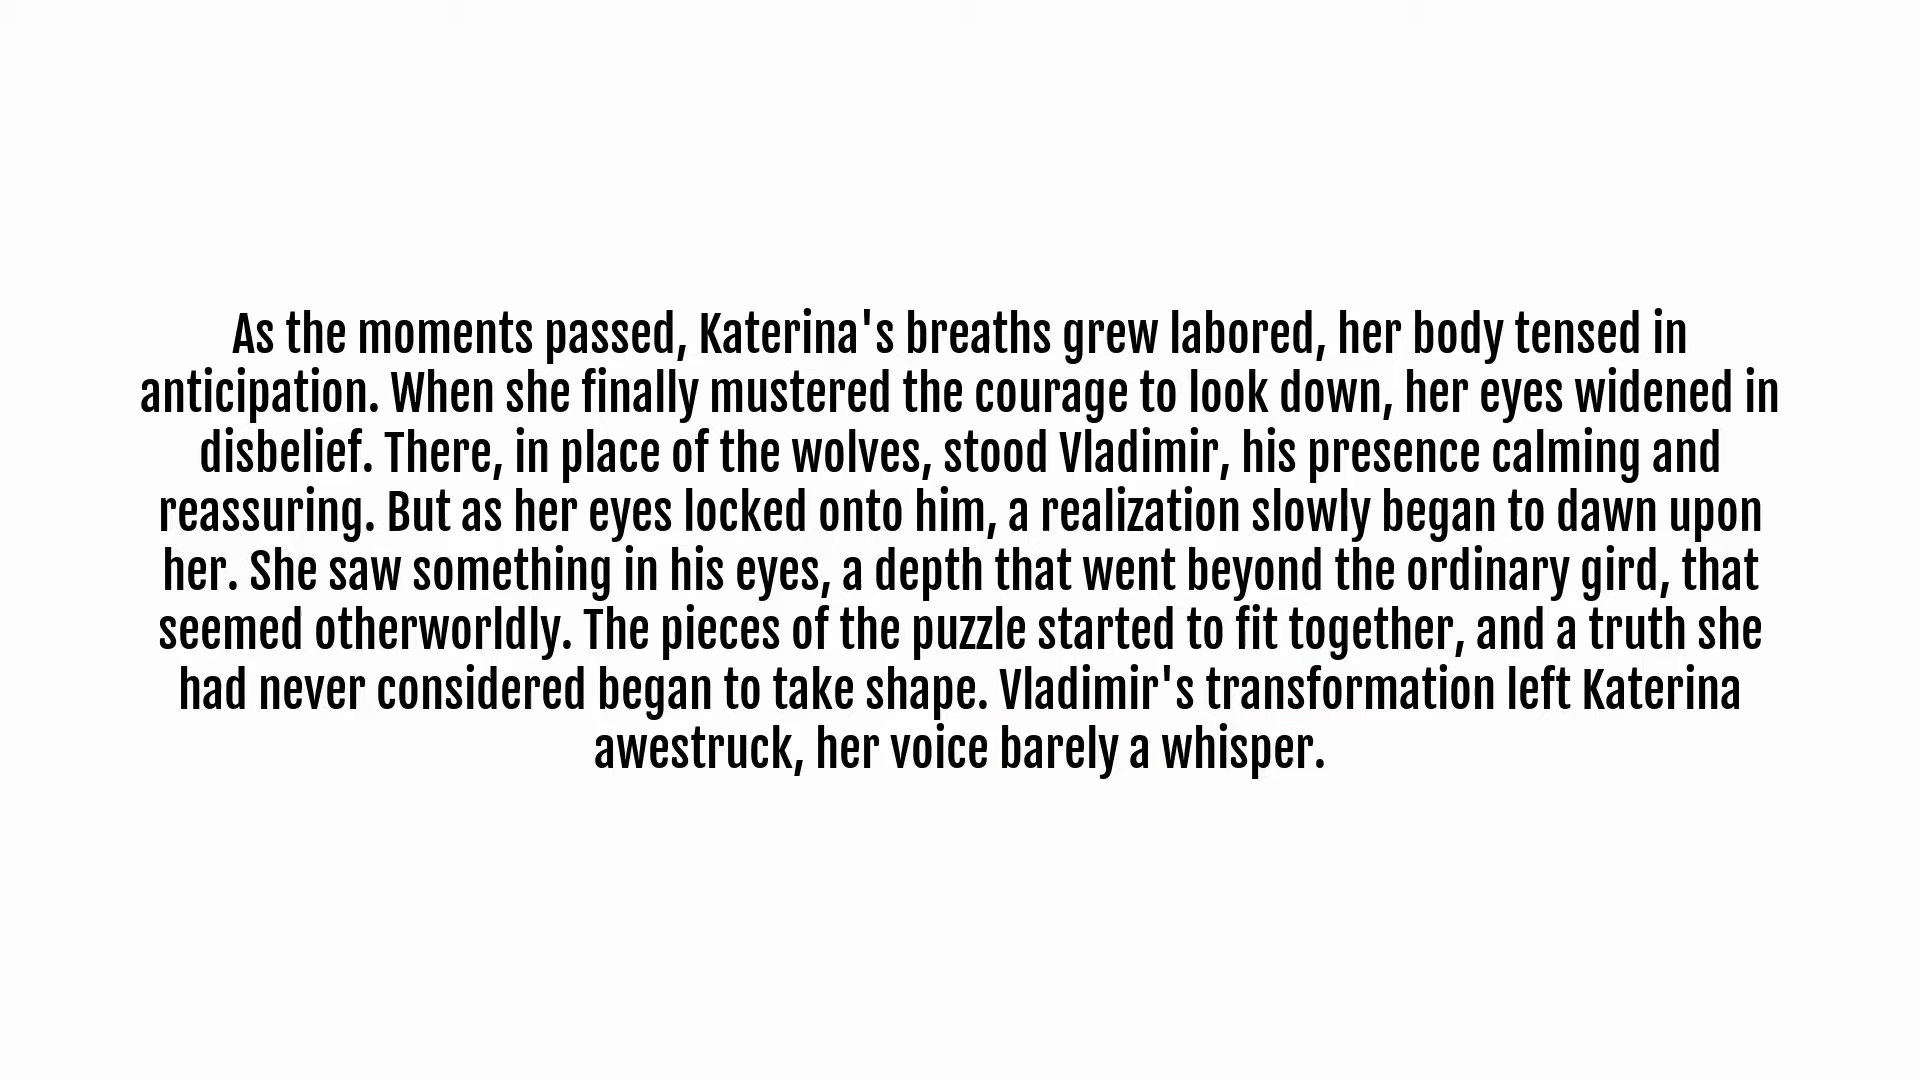 As the moments passed, Katerina's breaths grew labored, her body tensed in
anticipation. When she finally mustered the courage to look down, her eyes widened in
disbelief. There, in place of the wolves, stood Vladimir, his presence calming and
reassuring. But as her eyes locked onto him, a realization slowly began to dawn upon
her. She saw something in his eyes, a depth that went beyond the ordinary gird, that
seemed otherworldly. The pieces of the puzzle started to fit together, and a truth she
had never considered began to take shape. Vladimir's transformation left Katerina
awestruck, her voice barely a whisper.